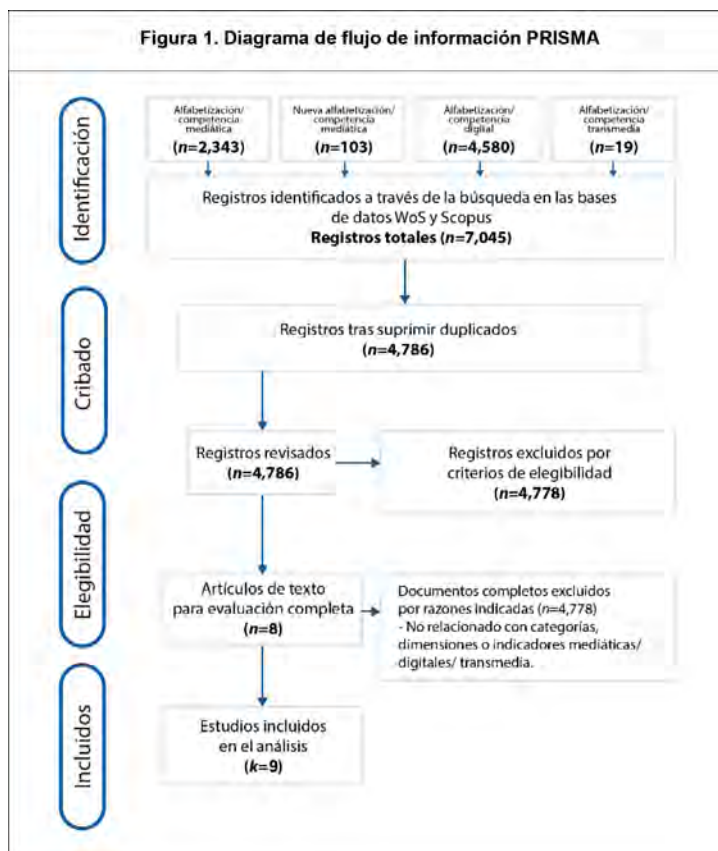 Figura 1. Diagrama de flujo de información PRISMA
Identificación
Alfabetización/
competencia
mediática
(n=2,343)
Nueva alfabetización/
competencia
mediática
(n=103)
Alfabetización/
competencia
digital
(n=4,580)
Alfabetización/
competencia
transmedia
(n=19)
Registros identificados a través de la búsqueda en las bases
de datos WoS y Scopus
Registros totales (n=7,045)
Cribado
Registros tras suprimir duplicados
(n=4,786)
Registros revisados
(n=4,786)
Registros excluidos por
criterios de elegibilidad
(n=4,778)
Elegibilidad
Artículos de texto
para evaluación completa
(n=8)
Documentos completos excluidos
por razones indicadas (n=4,778)
- No relacionado con categorías,
dimensiones o indicadores mediáticas/
digitales/ transmedia.
Incluidos
Estudios incluidos
en el análisis
(k=9)